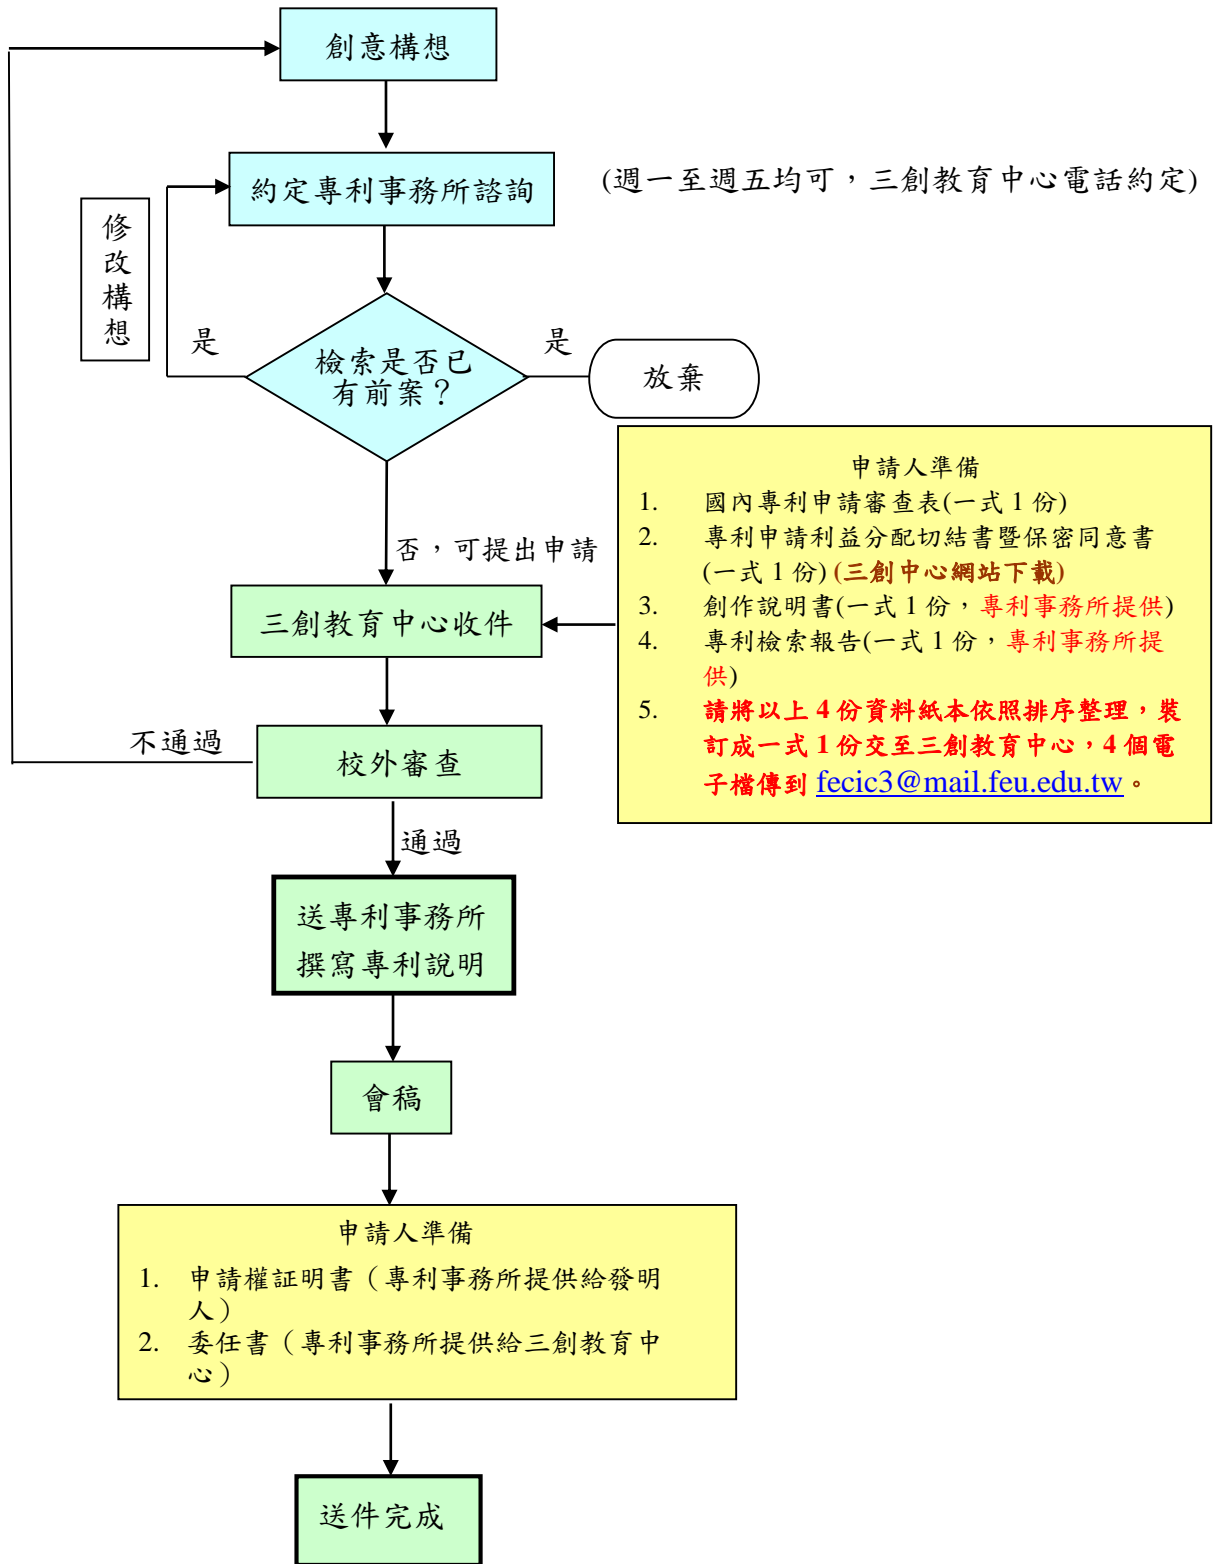 創意構想
約定專利事務所諮詢
(週一至週五均可，三創教育中心電話約定)
修
改
構
想
是
檢索是否已
有前案？
是
放棄
否，可提出申請
申請人準備
1. 國內專利申請審查表(一式 1 份)
2. 專利申請利益分配切結書暨保密同意書
(一式 1 份) (三創中心網站下載)
3. 創作說明書(一式 1 份，專利事務所提供)
4. 專利檢索報告(一式 1 份，專利事務所提
供)
5. 請將以上 4 份資料紙本依照排序整理，裝
訂成一式 1 份交至三創教育中心，4 個電
子檔傳到 fecic3@mail.feu.edu.tw。
三創教育中心收件
不通過
校外審查
通過
送專利事務所
撰寫專利說明
會稿
申請人準備
1. 申請權証明書（專利事務所提供給發明
人）
2. 委任書（專利事務所提供給三創教育中
心）
送件完成